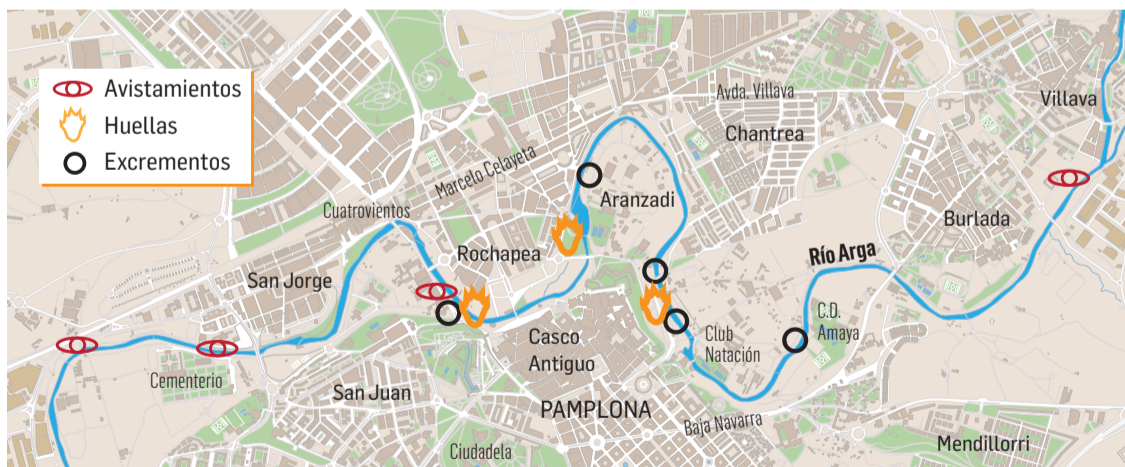 Avistamientos
Huellas
Excrementos
Avda. Villava
Villava
Chantrea
Marcelo Celayeta
Aranzadi
Cuatrovientos
Burlada
Rochapea
Río Arga
San Jorge
C.D.
Amaya
Casco
Antiguo
Club
Natación
Cementerio
San Juan
PAMPLONA
Baja Navarra
Ciudadela
Mendillorri